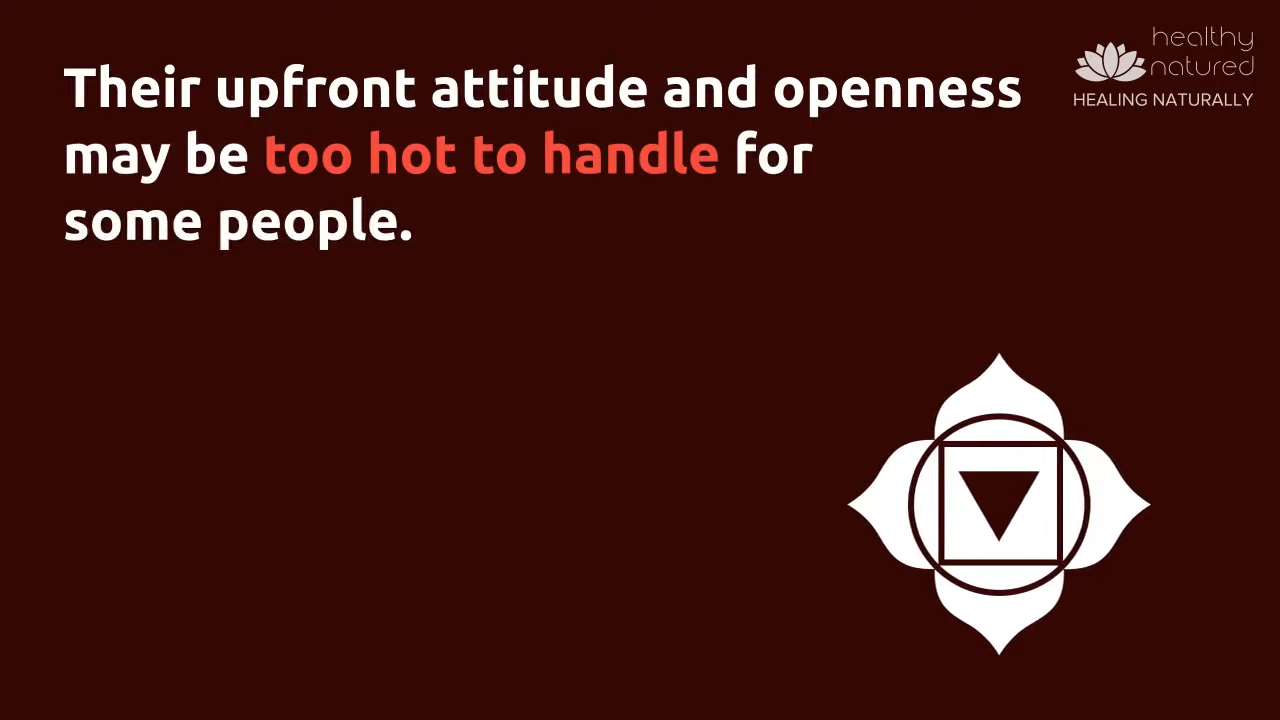 Their upfront attitude and openness
may be too hot to handle for
some people.
healthy
natured
HEALING NATURALLY